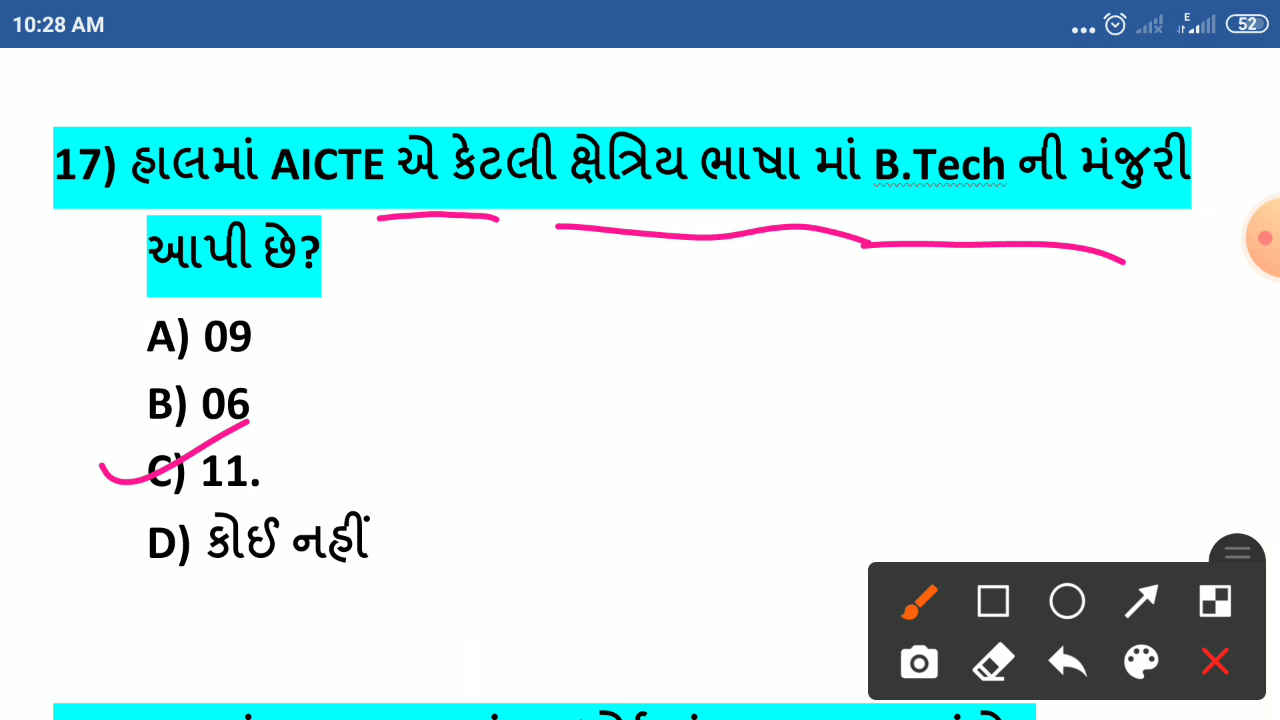 10:28 AM
E
52
17) હાલમાં AICTE એ કેટલી ક્ષેત્રિય ભાષા માં B.Tech ની મંજુરી
આપી છે?
A) 09
B) 06
C) 11.
D) કોઈ નહીં